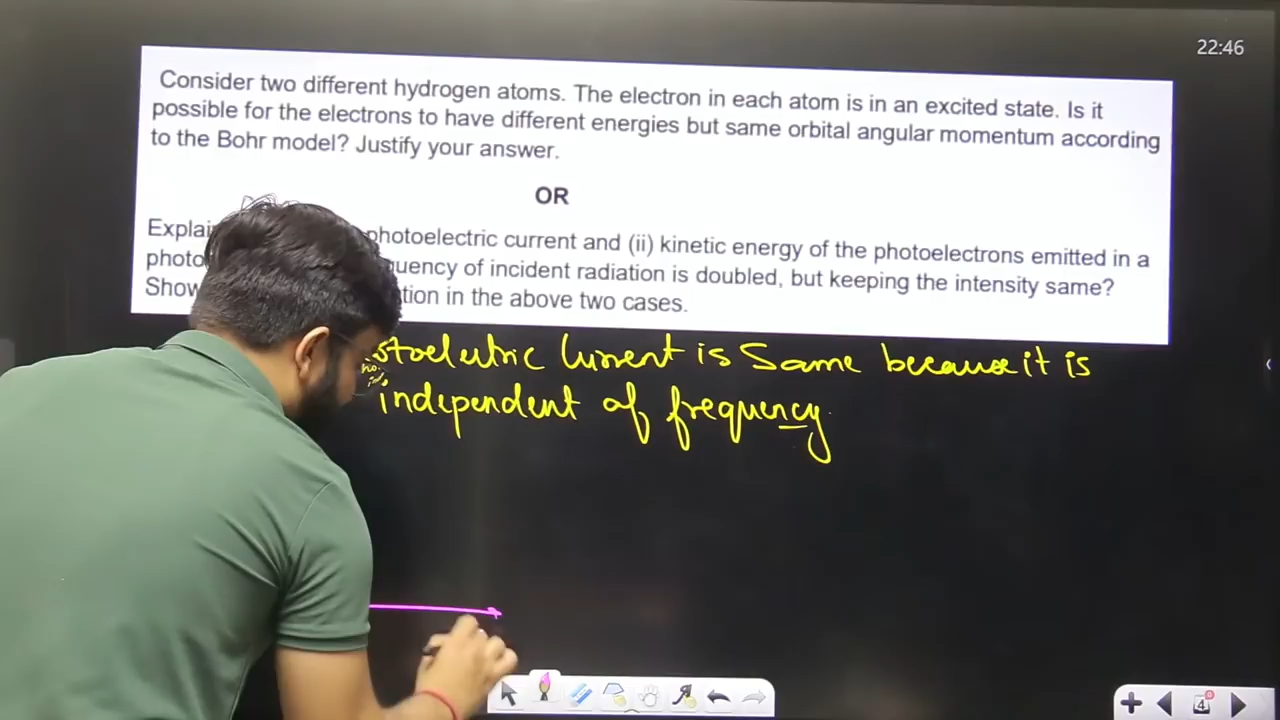 22:46
Consider two different hydrogen atoms. The electron in each atom is in an excited state. Is it
possible for the electrons to have different energies but same orbital angular momentum according
to the Bohr model? Justify your answer.
OR
photoelectric current and (ii) kinetic energy of the photoelectrons emitted in a
of incident radiation is doubled, but keeping the intensity same?
Show in the above two cases.
Current is Same because it is
independent of frequency
4